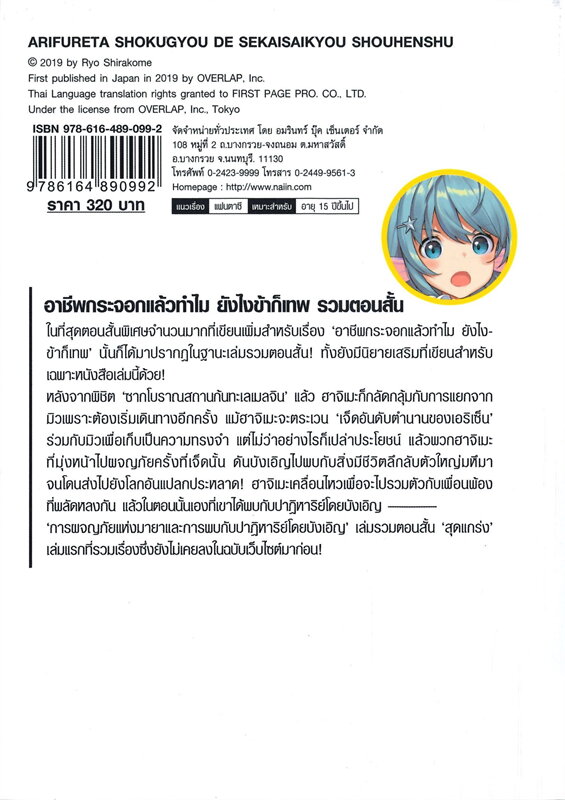 ARIFURETA SHOKUGYOU DE SEKAISAIKYOU SHOUHENSHU
© 2019 by Ryo Shirakome
First published in Japan in 2019 by OVERLAP, Inc.
Thai Language translation rights granted to FIRST PAGE PRO. CO., LTD.
Under the license from OVERLAP, Inc., Tokyo
ISBN 978-616-489-099-2
9 786164 890992
ราคา 320 บาท
จัดจำหน่ายทั่วประเทศ โดย อมรินทร์ บุ๊ค เซ็นเตอร์ จำกัด
108 หมู่ที่ 2 ถ.บางกรวย-จงถนอม ต.มหาสวัสดิ์
อ.บางกรวย จ.นนทบุรี. 11130
โทรศัพท์ 0-2423-9999 โทรสาร 0-2449-9561-3
Homepage : http://www.naiin.com
แนวเรื่อง แฟนตาซี เหมาะสำหรับ อายุ 15 ปีขึ้นไป
อาชีพกระจอกแล้วทำไม ยังไงข้าก็เทพ รวมตอนสั้น
ในที่สุดตอนสั้นพิเศษจำนวนมากที่เขียนเพิ่มสำหรับเรื่อง ‘อาชีพกระจอกแล้วทำไม ยังไง-
ข้าก็เทพ’ นั้นก็ได้มาปรากฏในฐานะเล่มรวมตอนสั้น! ทั้งยังมีนิยายเสริมที่เขียนสำหรับ
เฉพาะหนังสือเล่มนี้ด้วย!
หลังจากพิชิต ‘ซากโบราณสถานก้นทะเลเมลจิน’ แล้ว ฮาจิเมะก็กลัดกลุ้มกับการแยกจาก
มิวเพราะต้องเริ่มเดินทางอีกครั้ง แม้ฮาจิเมะจะตระเวน ‘เจ็ดอันดับตำนานของเอริเซ็น’
ร่วมกับมิวเพื่อเก็บเป็นความทรงจำ แต่ไม่ว่าอย่างไรก็เปล่าประโยชน์ แล้วพวกฮาจิเมะ
ที่มุ่งหน้าไปผจญภัยครั้งที่เจ็ดนั้น ดันบังเอิญไปพบกับสิ่งมีชีวิตลึกลับตัวใหญ่มหึมา
จนโดนส่งไปยังโลกอันแปลกประหลาด! ฮาจิเมะเคลื่อนไหวเพื่อจะไปรวมตัวกับเพื่อนพ้อง
ที่พลัดหลงกัน แล้วในตอนนั้นเองที่เขาได้พบกับปาฏิหาริย์โดยบังเอิญ ————
‘การผจญภัยแห่งมายาและการพบกับปาฏิหาริย์โดยบังเอิญ’ เล่มรวมตอนสั้น ‘สุดแกร่ง’
เล่มแรกที่รวมเรื่องซึ่งยังไม่เคยลงในฉบับเว็บไซต์มาก่อน!